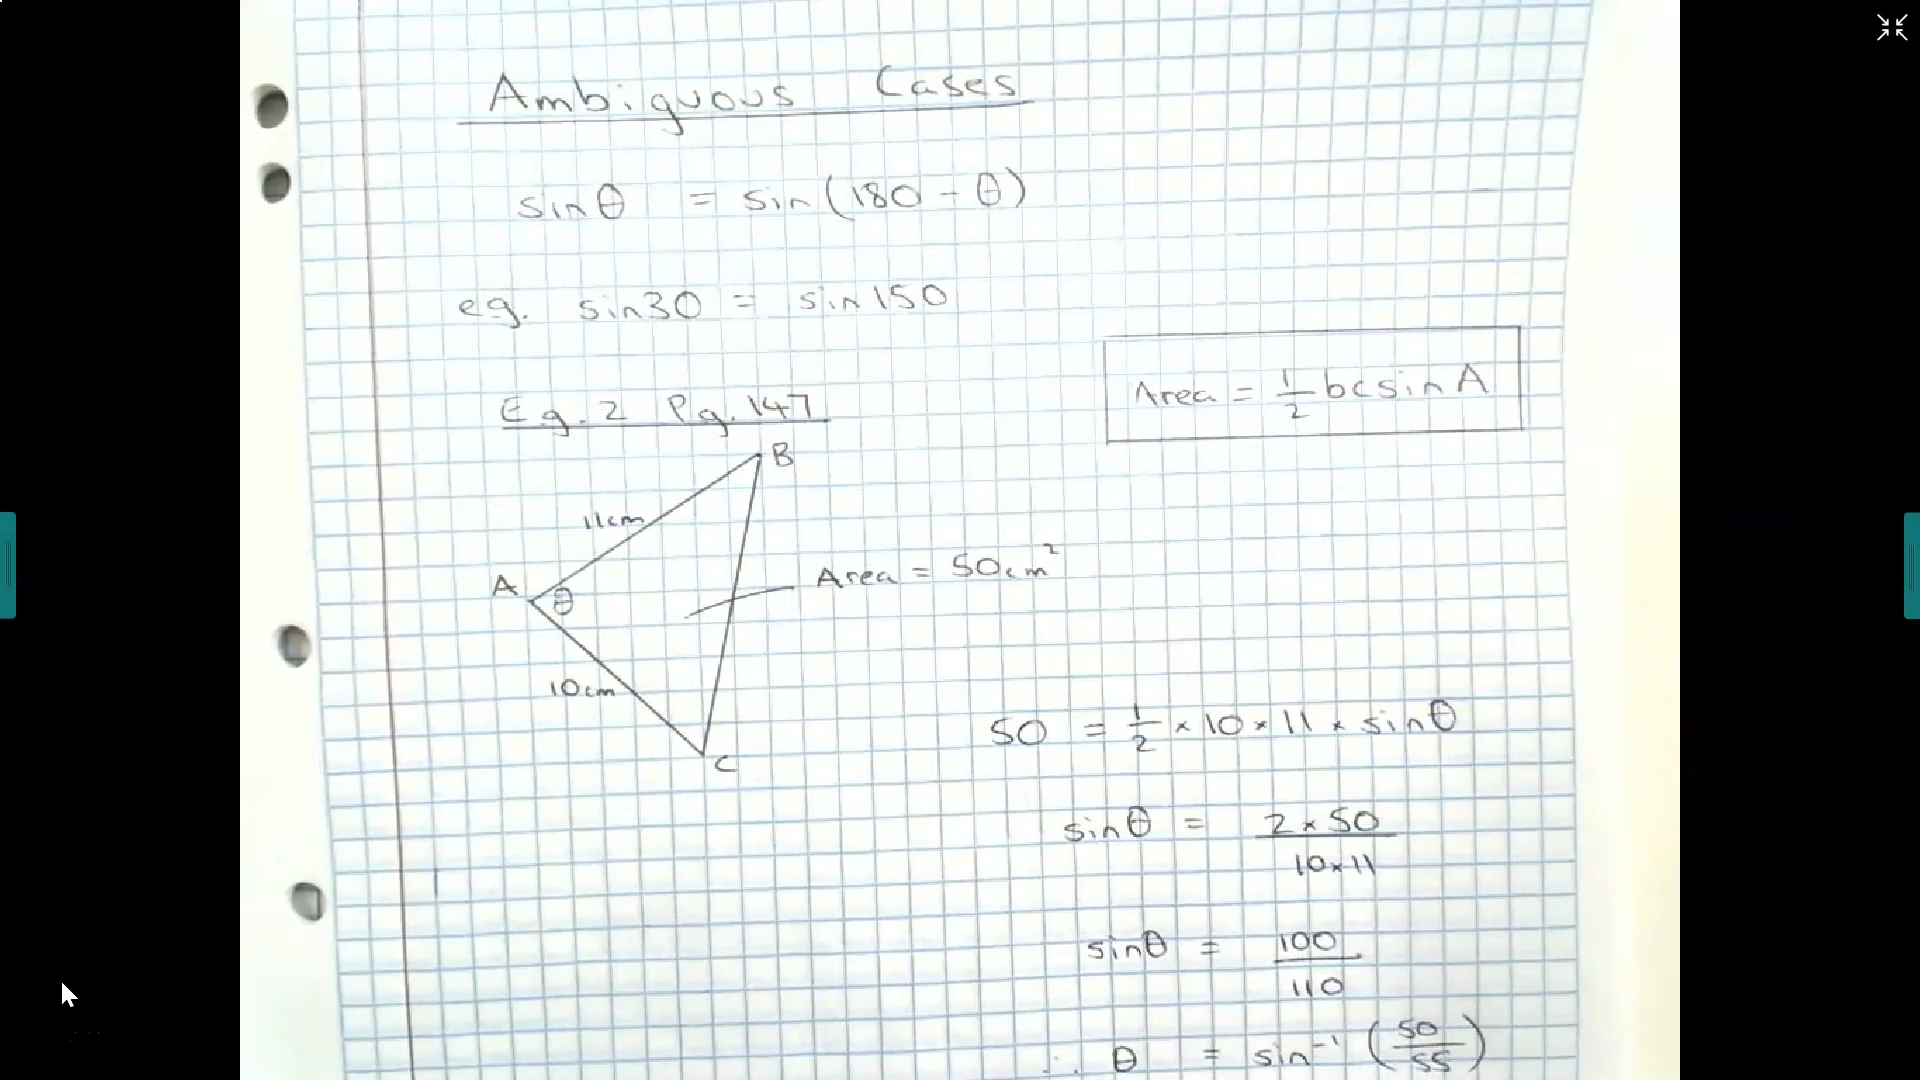 Ambiguous Cases
sinθ = sin(180 - θ)
eg. sin30 = sin150
Area = 1/2 bcsinA
Eg. 2 Pg. 147
B
11cm
Area = 50cm²
A
θ
10cm
C
50 = 1/2 × 10 × 11 × sinθ
sinθ = 2 × 50 / 10×11
sinθ = 100 / 110
∴ θ = sin⁻¹ (50/55)